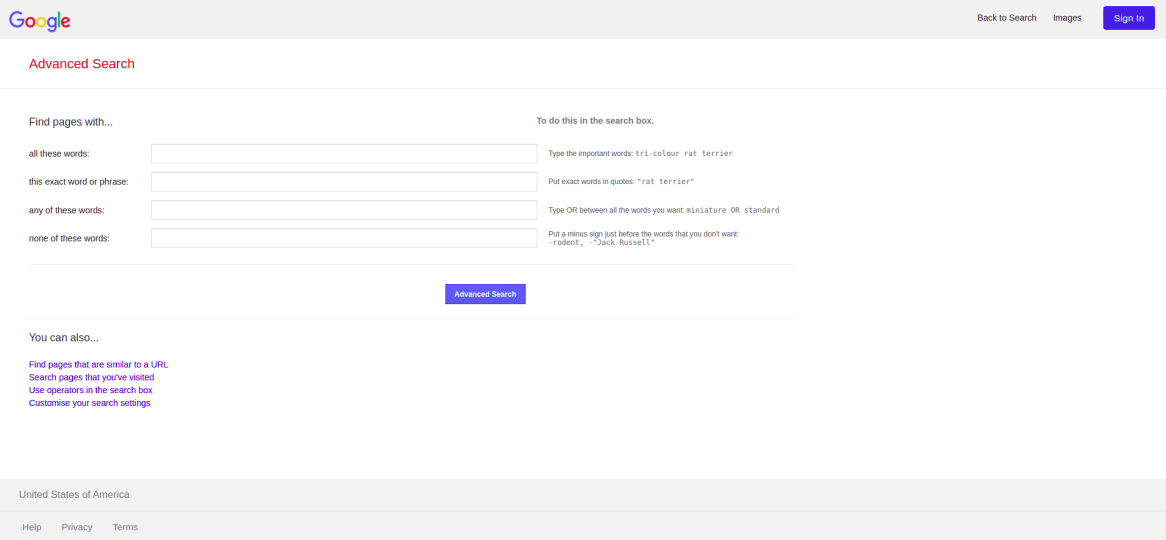 Google
Back to Search Images Sign In
Advanced Search
Find pages with...
To do this in the search box.
all these words:
Type the important words: tri-colour rat terrier
this exact word or phrase:
Put exact words in quotes: "rat terrier"
any of these words:
Type OR between all the words you want: miniature OR standard
none of these words:
Put a minus sign just before the words that you don't want:
-rodent, -"Jack Russell"
Advanced Search
You can also...
Find pages that are similar to a URL
Search pages that you've visited
Use operators in the search box
Customise your search settings
United States of America
Help Privacy Terms